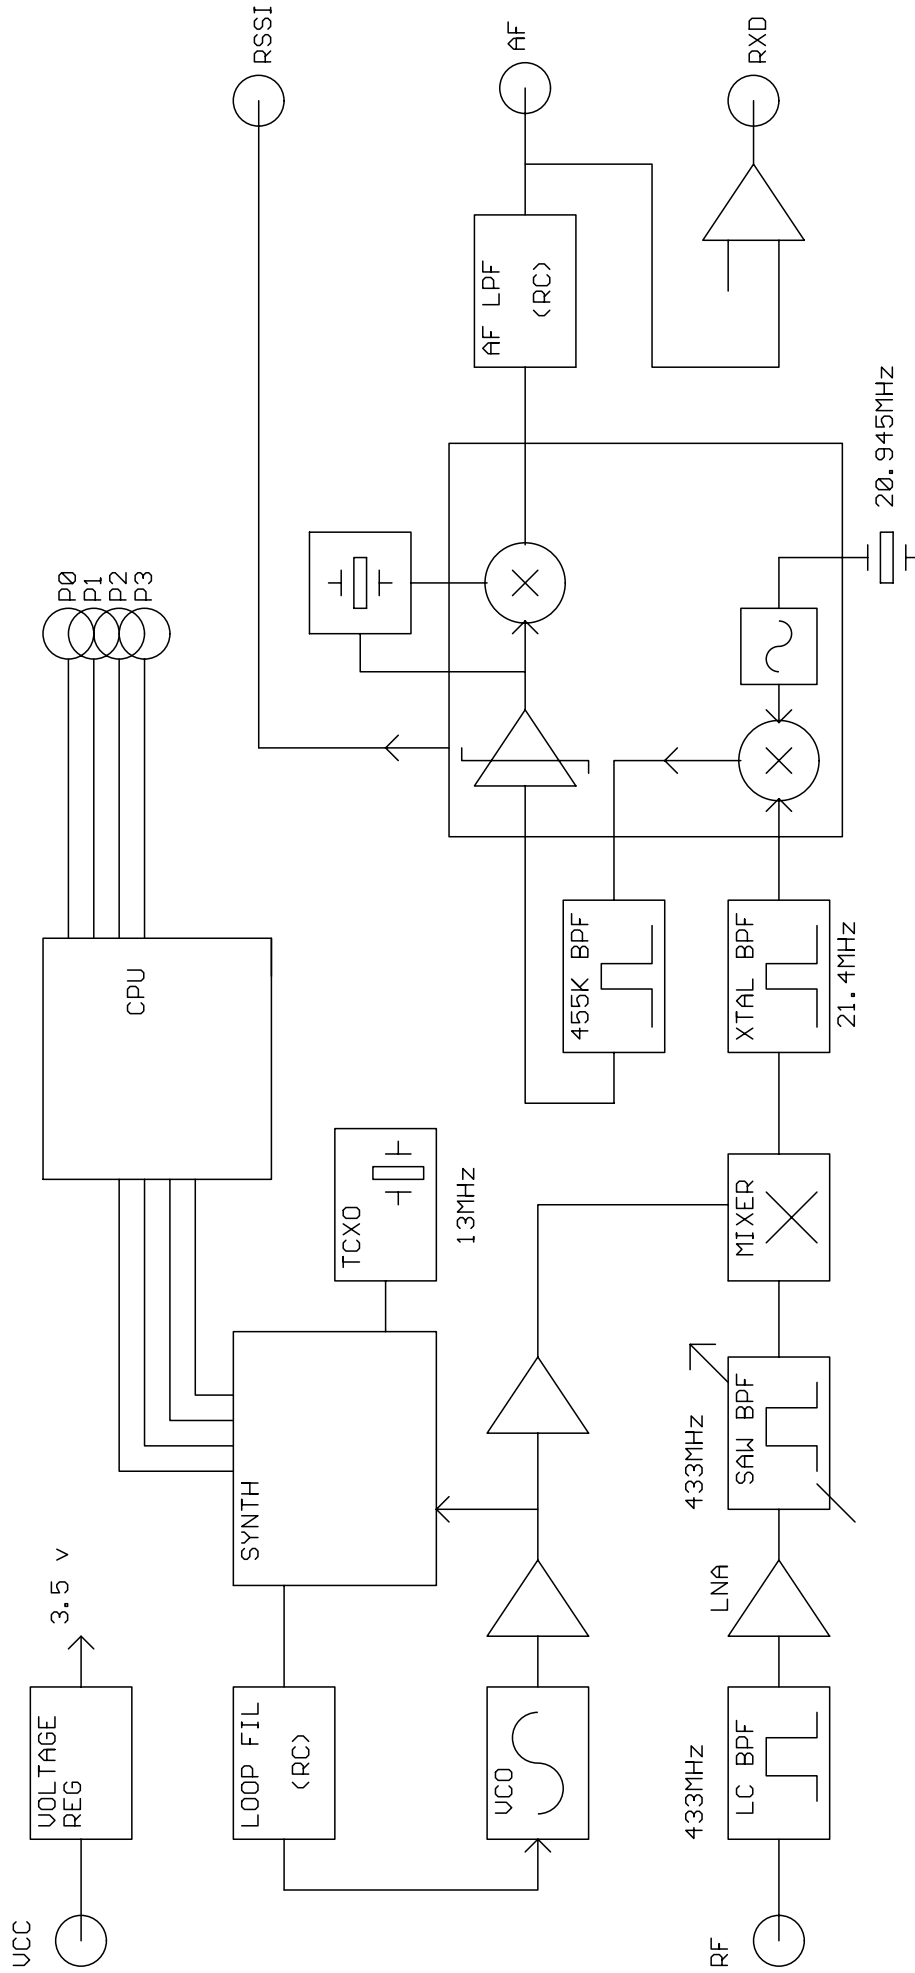 VCC
VOLTAGE
REG
3.5 v
CPU
P0
P1
P2
P3
RSSI
LOOP FIL
(RC)
SYNTH
TCXO
13MHz
VCO
AF LPF
(RC)
AF
455K BPF
RF
433MHz
LC BPF
LNA
433MHz
SAW BPF
MIXER
XTAL BPF
21.4MHz
20.945MHz
RXD